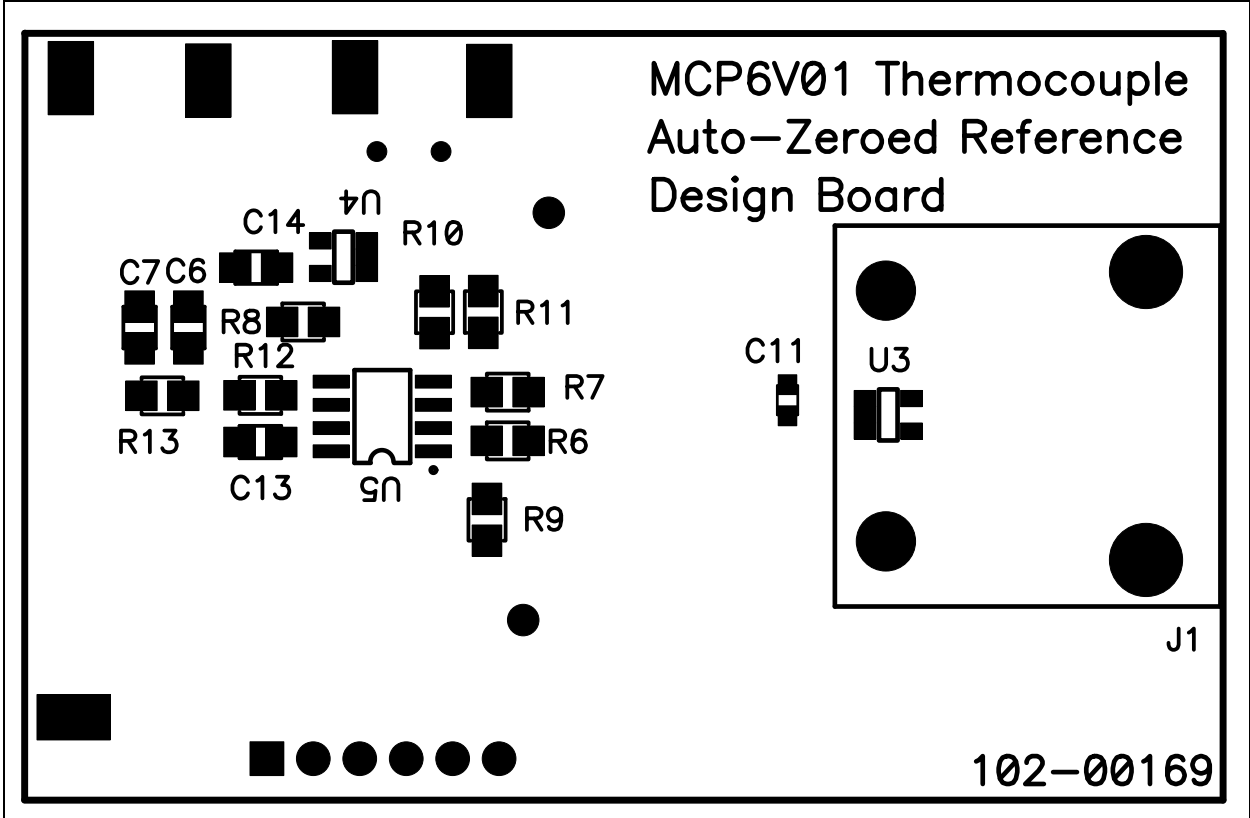 MCP6V01 Thermocouple
Auto-Zeroed Reference
Design Board
U4
C14
R10
C7
C6
R8
R11
R12
C11
U3
R7
R13
R6
C13
U5
R9
J1
102-00169